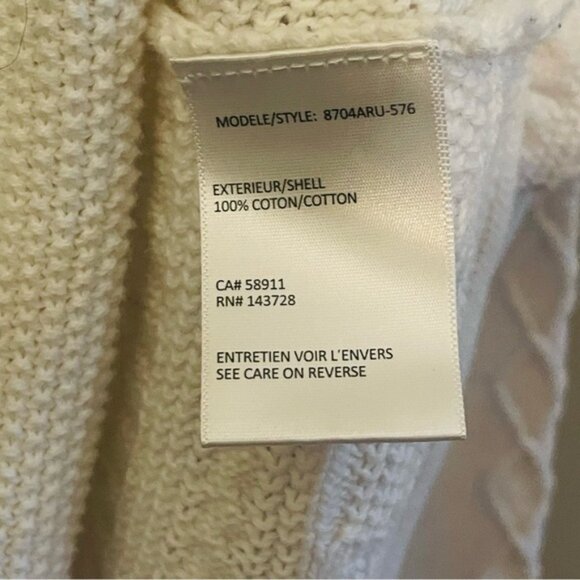 MODELE/STYLE: 8704ARU-576
EXTERIEUR/SHELL
100% COTON/COTTON
CA# 58911
RN# 143728
ENTRETIEN VOIR L'ENVERS
SEE CARE ON REVERSE